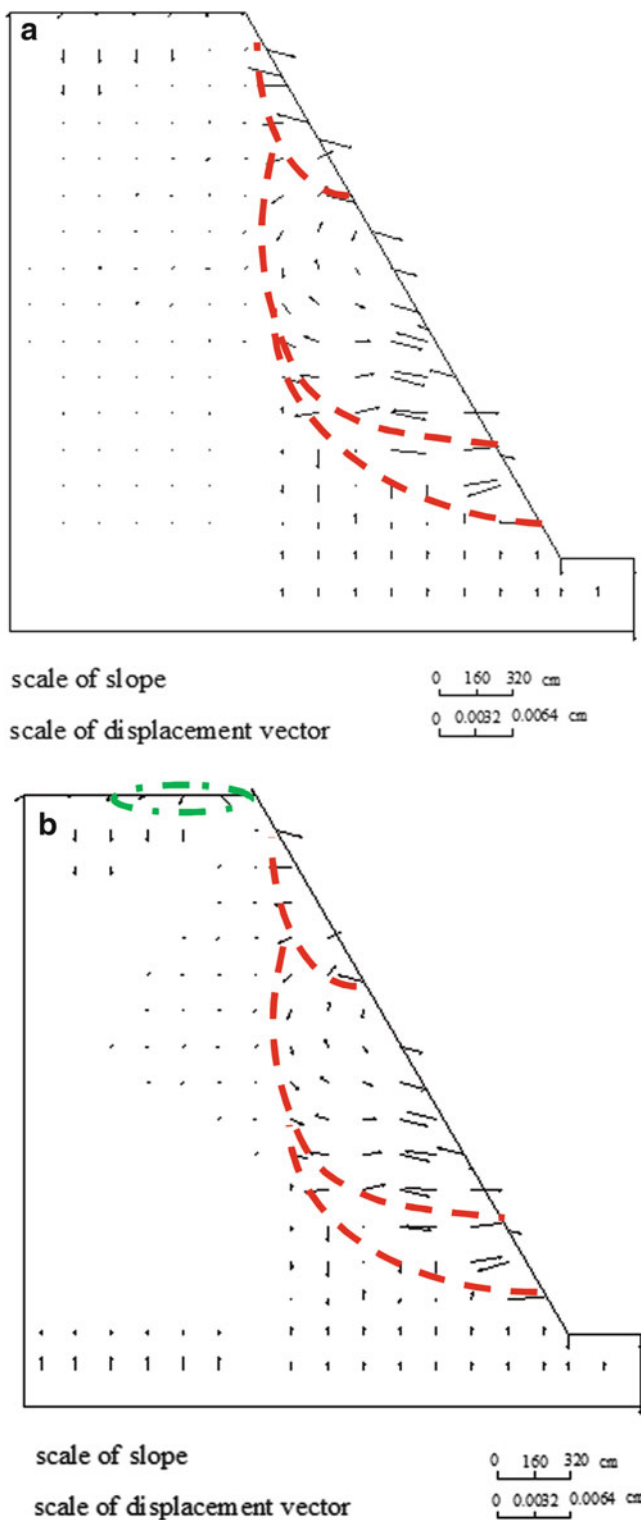 a
scale of slope
0 160 320 cm
scale of displacement vector
0 0.0032 0.0064 cm
b
scale of slope
0 160 320 cm
scale of displacement vector
0 0.0032 0.0064 cm